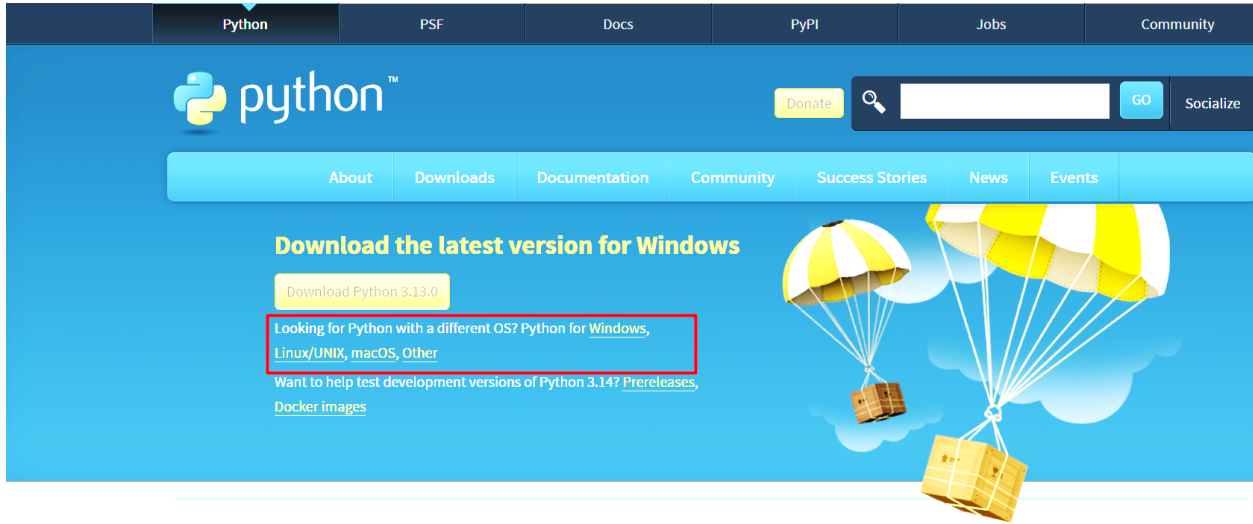 Python PSF Docs PyPI Jobs Community
python™
Donate GO Socialize
About Downloads Documentation Community Success Stories News Events
Download the latest version for Windows
Download Python 3.13.0
Looking for Python with a different OS? Python for Windows,
Linux/UNIX, macOS, Other
Want to help test development versions of Python 3.14? Prereleases,
Docker images